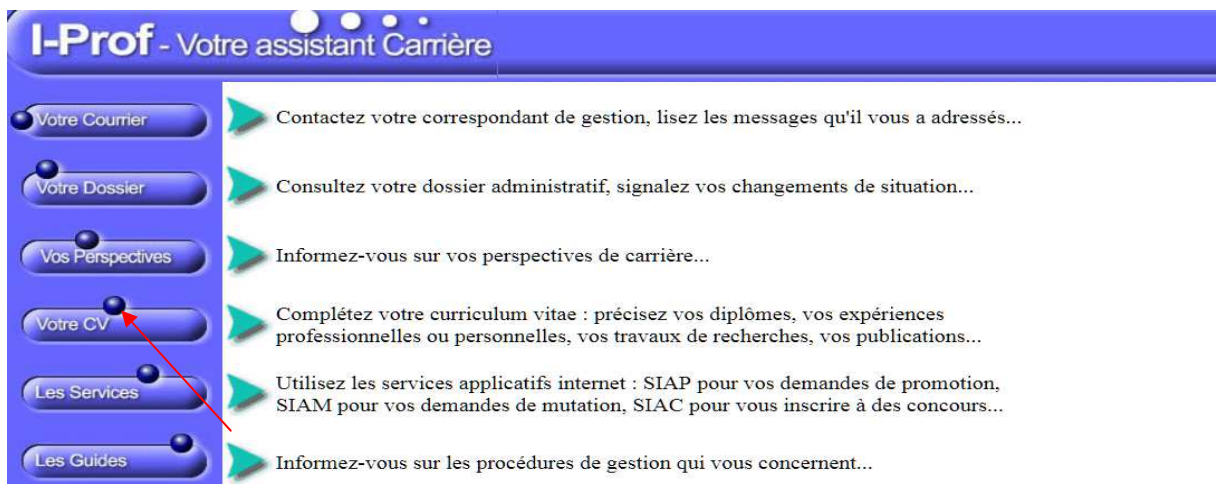 I-Prof - Votre assistant Carrière
Votre Courrier
Contactez votre correspondant de gestion, lisez les messages qu'il vous a adressés...
Votre Dossier
Consultez votre dossier administratif, signalez vos changements de situation...
Vos Perspectives
Informez-vous sur vos perspectives de carrière...
Votre CV
Complétez votre curriculum vitae : précisez vos diplômes, vos expériences
professionnelles ou personnelles, vos travaux de recherches, vos publications...
Les Services
Utilisez les services applicatifs internet : SIAP pour vos demandes de promotion,
SIAM pour vos demandes de mutation, SIAC pour vous inscrire à des concours...
Les Guides
Informez-vous sur les procédures de gestion qui vous concernent...